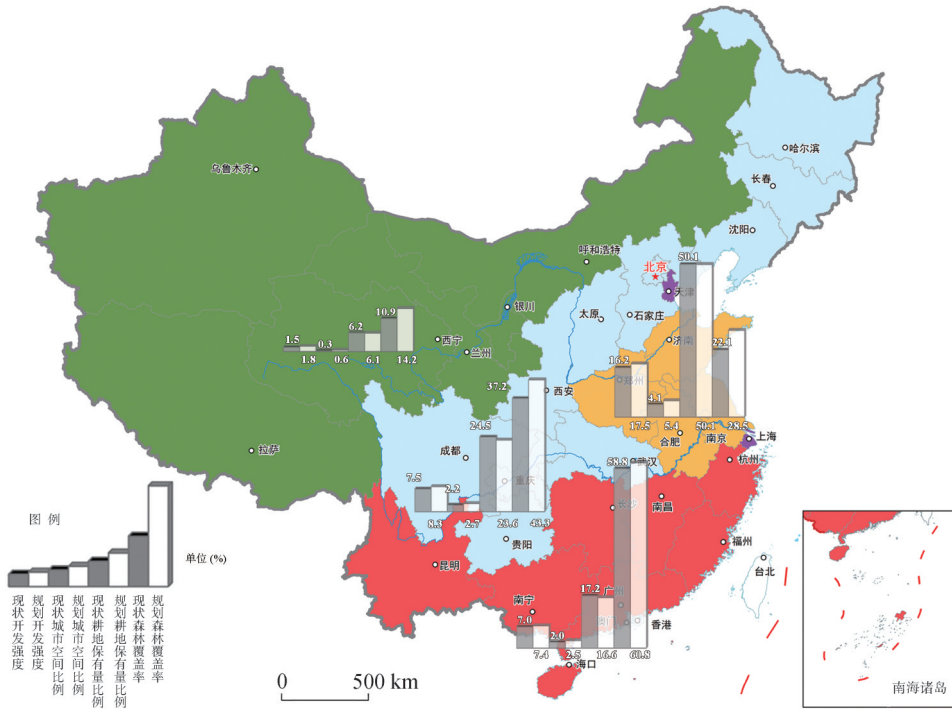 哈尔滨
乌鲁木齐
长春
沈阳
呼和浩特
北京
天津
银川
太原
石家庄
济南
西宁
兰州
1.5
0.3
6.2
10.9
1.8
0.6
6.1
14.2
50.1
22.1
16.2
4.1
郑州
17.5
5.4
50.1
28.5
西安
合肥
南京
上海
拉萨
成都
重庆
武汉
杭州
37.2
24.5
7.5
2.2
8.3
2.7
23.6
43.3
58.8
长沙
南昌
贵阳
福州
昆明
台北
南宁
广州
澳门
香港
17.2
7.0
2.0
7.4
2.5
16.6
60.8
海口
图 例
单位(%)
现状开发强度
规划开发强度
现状城市空间比例
规划城市空间比例
现状耕地保有量比例
规划耕地保有量比例
现状森林覆盖率
规划森林覆盖率
0 500 km
南海诸岛